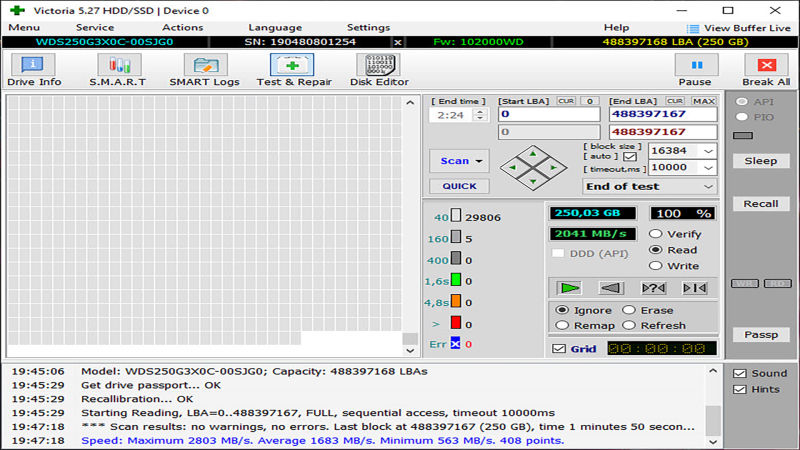 Victoria 5.27 HDD/SSD | Device 0
Menu Service Actions Language Settings Help View Buffer Live
WDS250G3X0C-00SJG0 SN: 190480801254 x Fw: 102000WD 488397168 LBA (250 GB)
Drive Info S.M.A.R.T SMART Logs Test & Repair Disk Editor Pause Break All
[ End time ] [Start LBA] CUR 0 [End LBA] CUR MAX
2:24 0 488397167
0 488397167
API
PIO
Scan
QUICK
[ block size ] 16384
[ auto ]
[ timeout,ms ] 10000
End of test
Sleep
Recall
40 29806
160 5
400 0
1,6s 0
4,8s 0
> 0
Err x 0
250,03 GB 100 %
2041 MB/s Verify
DDD (API) Read
Write
Ignore Erase
Remap Refresh
Grid 00:00:00
WR RD
Passp
19:45:06 Model: WDS250G3X0C-00SJG0; Capacity: 488397168 LBAs
19:45:29 Get drive passport... OK
19:45:29 Recallibration... OK
19:45:29 Starting Reading, LBA=0..488397167, FULL, sequential access, timeout 10000ms
19:47:18 *** Scan results: no warnings, no errors. Last block at 488397167 (250 GB), time 1 minutes 50 secon...
19:47:18 Speed: Maximum 2803 MB/s. Average 1683 MB/s. Minimum 563 MB/s. 408 points.
Sound
Hints